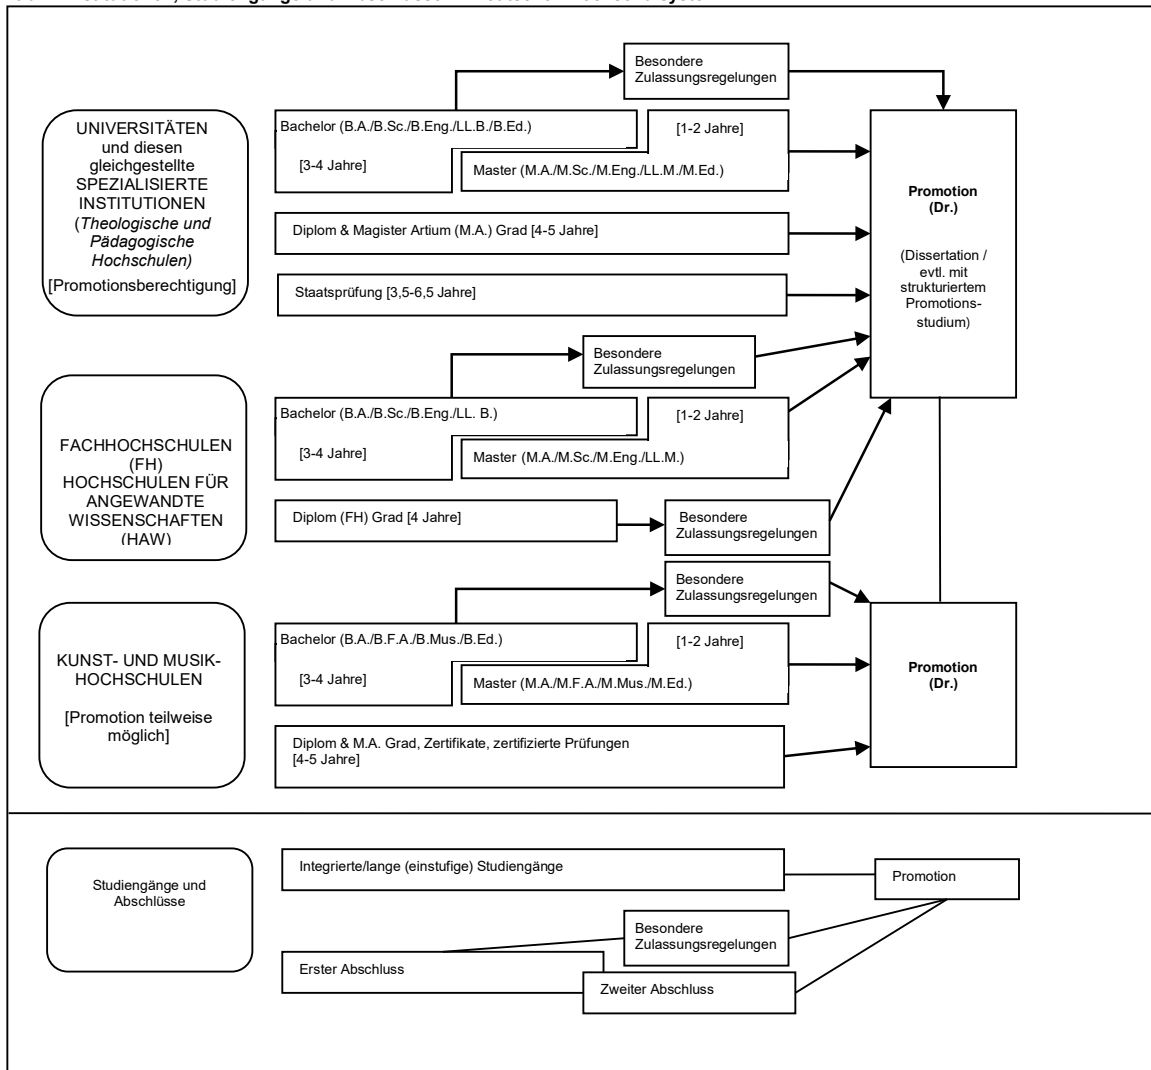 Besondere
Zulassungsregelungen
UNIVERSITÄTEN
und diesen
gleichgestellte
SPEZIALISIERTE
INSTITUTIONEN
(Theologische und
Pädagogische
Hochschulen)
[Promotionsberechtigung]
Bachelor (B.A./B.Sc./B.Eng./LL.B./B.Ed.)
[3-4 Jahre]
[1-2 Jahre]
Master (M.A./M.Sc./M.Eng./LL.M./M.Ed.)
Diplom & Magister Artium (M.A.) Grad [4-5 Jahre]
Staatsprüfung [3,5-6,5 Jahre]
Promotion
(Dr.)
(Dissertation /
evtl. mit
strukturiertem
Promotions-
studium)
Besondere
Zulassungsregelungen
FACHHOCHSCHULEN
(FH)
HOCHSCHULEN FÜR
ANGEWANDTE
WISSENSCHAFTEN
(HAW)
Bachelor (B.A./B.Sc./B.Eng./LL. B.)
[3-4 Jahre]
[1-2 Jahre]
Master (M.A./M.Sc./M.Eng./LL.M.)
Diplom (FH) Grad [4 Jahre]
Besondere
Zulassungsregelungen
Besondere
Zulassungsregelungen
KUNST- UND MUSIK-
HOCHSCHULEN
[Promotion teilweise
möglich]
Bachelor (B.A./B.F.A./B.Mus./B.Ed.)
[3-4 Jahre]
[1-2 Jahre]
Master (M.A./M.F.A./M.Mus./M.Ed.)
Diplom & M.A. Grad, Zertifikate, zertifizierte Prüfungen
[4-5 Jahre]
Promotion
(Dr.)
Studiengänge und
Abschlüsse
Integrierte/lange (einstufige) Studiengänge
Promotion
Besondere
Zulassungsregelungen
Erster Abschluss
Zweiter Abschluss